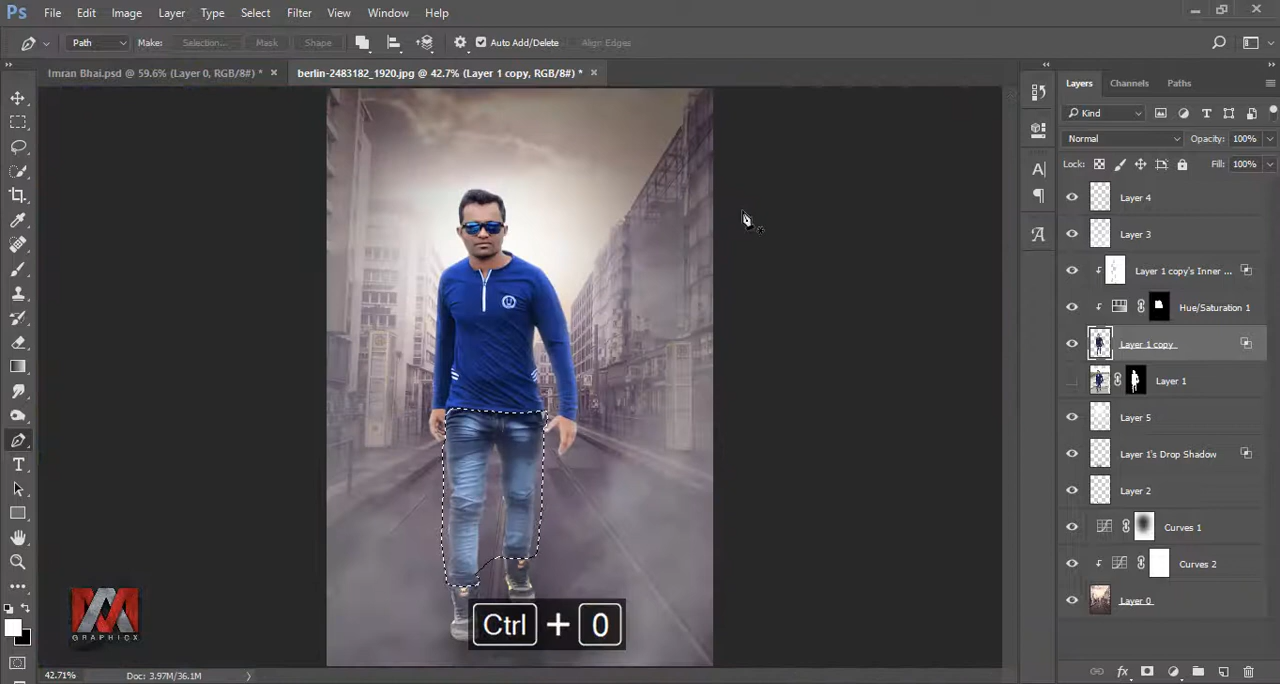 Ps File Edit Image Layer Type Select Filter View Window Help
Path Make: Selection... Mask Shape Auto Add/Delete Align Edges
Imran Bhai.psd @ 59.6% (Layer 0, RGB/8#) * × berlin-2483182_1920.jpg @ 42.7% (Layer 1 copy, RGB/8#) * ×
Layers Channels Paths
Kind
Normal Opacity: 100%
Lock: Fill: 100%
Layer 4
Layer 3
Layer 1 copy's Inner ...
Hue/Saturation 1
Layer 1 copy
Layer 1
Layer 5
Layer 1's Drop Shadow
Layer 2
Curves 1
Curves 2
Layer 0
GRAPHICX
Ctrl + 0
42.71% Doc: 3.97M/36.1M